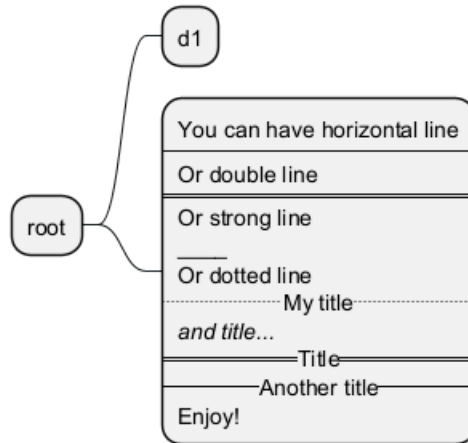 d1
root
You can have horizontal line
Or double line
Or strong line
____
Or dotted line
My title
and title...
Title
Another title
Enjoy!